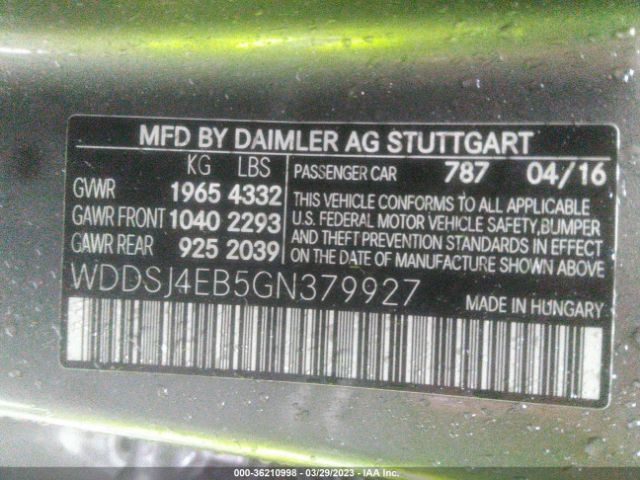 MFD BY DAIMLER AG STUTTGART
KG LBS
GVWR 1965 4332
GAWR FRONT 1040 2293
GAWR REAR 925 2039
PASSENGER CAR 787 04/16
THIS VEHICLE CONFORMS TO ALL APPLICABLE
U.S. FEDERAL MOTOR VEHICLE SAFETY, BUMPER
AND THEFT PREVENTION STANDARDS IN EFFECT
ON THE DATE OF MANUFACTURE SHOWN ABOVE.
WDDSJ4EB5GN379927
MADE IN HUNGARY
000-36210998 — 03/29/2023 — IAA Inc.